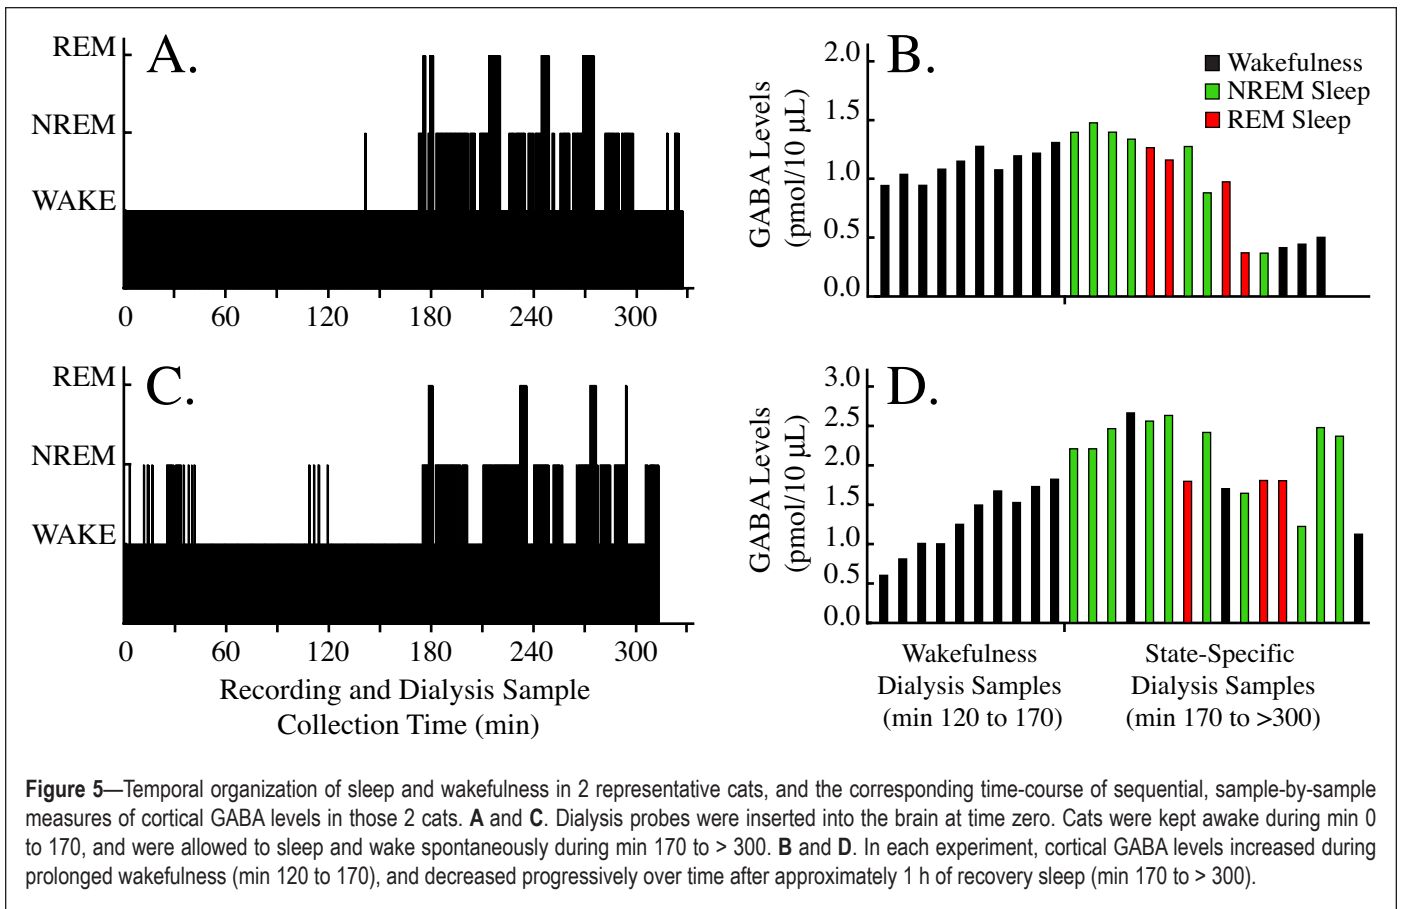 A.
REM
NREM
WAKE
0 60 120 180 240 300
B.
Wakefulness
NREM Sleep
REM Sleep
GABA Levels
(pmol/10 µL)
2.0
1.5
1.0
0.5
0.0
C.
REM
NREM
WAKE
0 60 120 180 240 300
Recording and Dialysis Sample
Collection Time (min)
D.
GABA Levels
(pmol/10 µL)
3.0
2.5
2.0
1.5
1.0
0.5
0.0
Wakefulness
Dialysis Samples
(min 120 to 170)
State-Specific
Dialysis Samples
(min 170 to >300)
Figure 5—Temporal organization of sleep and wakefulness in 2 representative cats, and the corresponding time-course of sequential, sample-by-sample
measures of cortical GABA levels in those 2 cats. A and C. Dialysis probes were inserted into the brain at time zero. Cats were kept awake during min 0
to 170, and were allowed to sleep and wake spontaneously during min 170 to > 300. B and D. In each experiment, cortical GABA levels increased during
prolonged wakefulness (min 120 to 170), and decreased progressively over time after approximately 1 h of recovery sleep (min 170 to > 300).